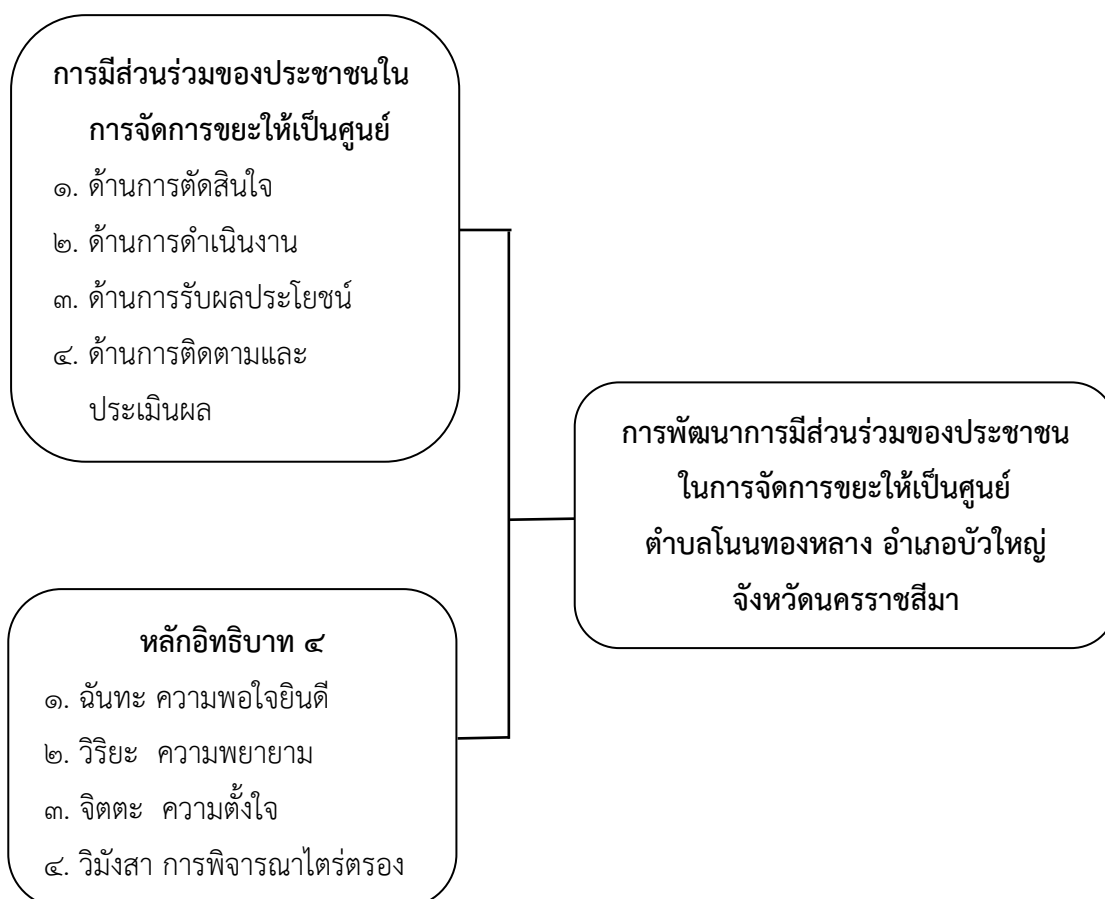 การมีส่วนร่วมของประชาชนใน
การจัดการขยะให้เป็นศูนย์
๑. ด้านการตัดสินใจ
๒. ด้านการดำเนินงาน
๓. ด้านการรับผลประโยชน์
๔. ด้านการติดตามและ
ประเมินผล
การพัฒนาการมีส่วนร่วมของประชาชน
ในการจัดการขยะให้เป็นศูนย์
ตำบลโนนทองหลาง อำเภอบัวใหญ่
จังหวัดนครราชสีมา
หลักอิทธิบาท ๔
๑. ฉันทะ ความพอใจยินดี
๒. วิริยะ ความพยายาม
๓. จิตตะ ความตั้งใจ
๔. วิมังสา การพิจารณาไตร่ตรอง